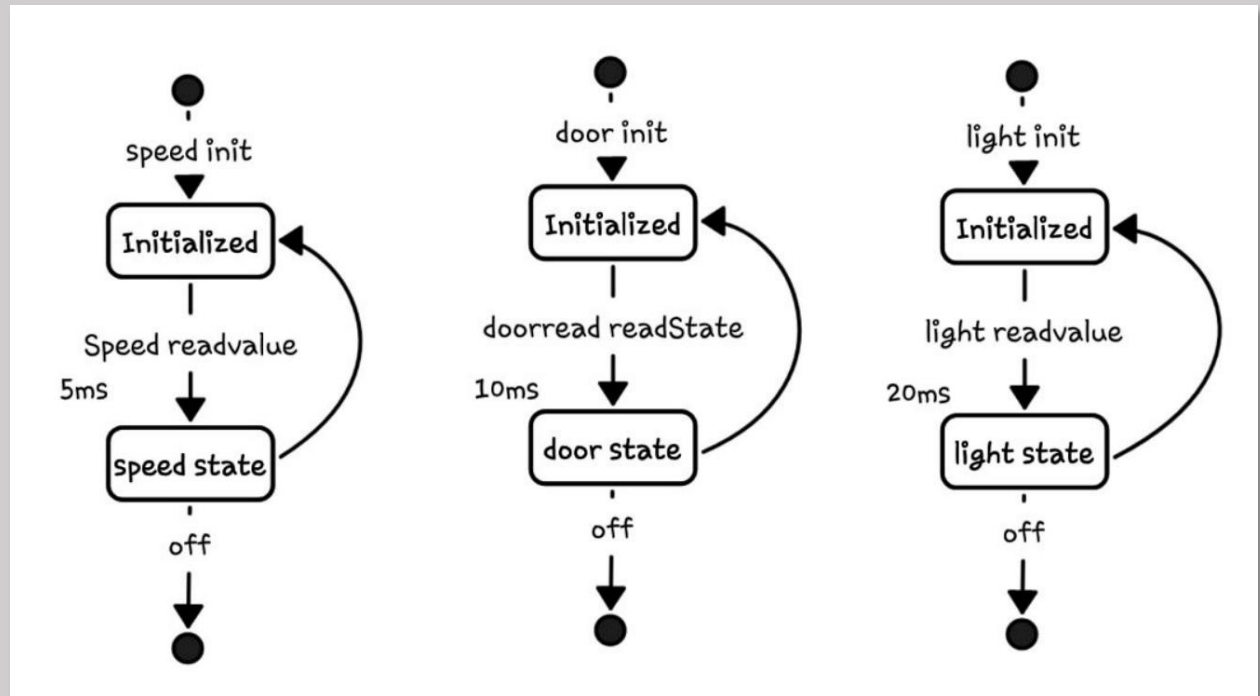 speed init
Initialized
Speed readvalue
5ms
speed state
off
door init
Initialized
doorread readState
10ms
door state
off
light init
Initialized
light readvalue
20ms
light state
off